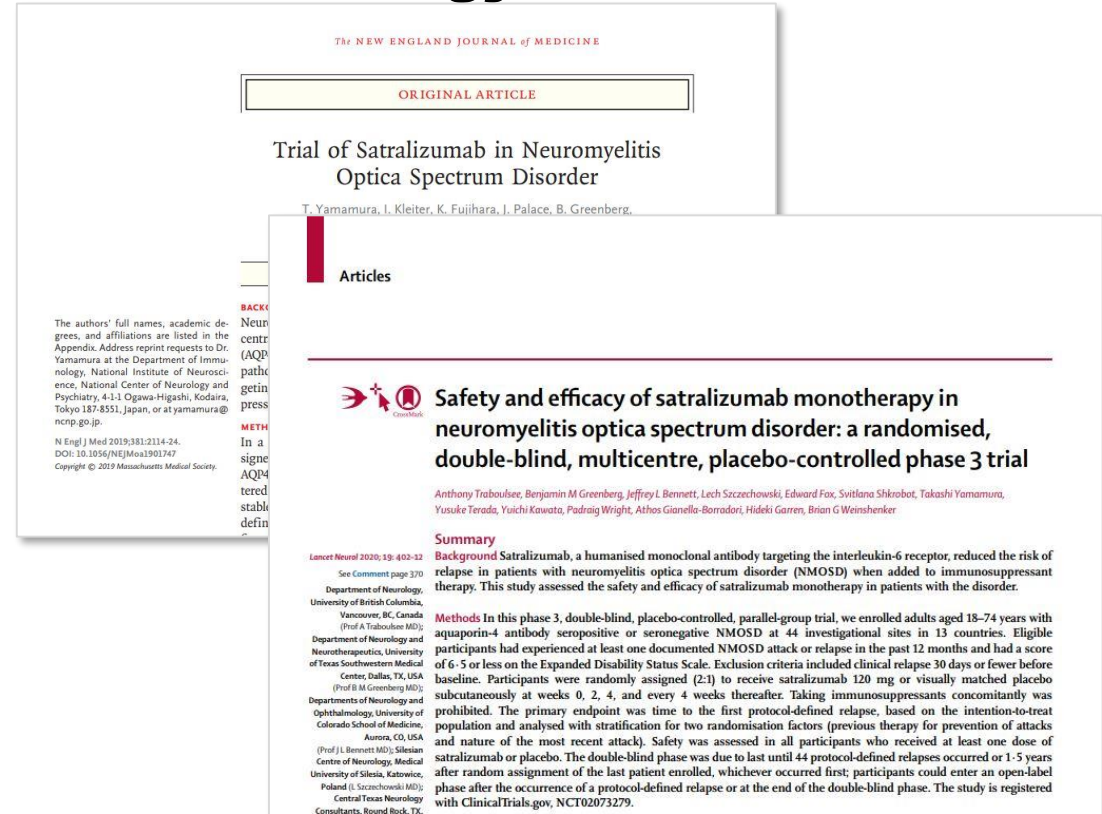 gy
The NEW ENGLAND JOURNAL of MEDICINE
ORIGINAL ARTICLE
Trial of Satralizumab in Neuromyelitis
Optica Spectrum Disorder
T. Yamamura, I. Kleiter, K. Fujihara, J. Palace, B. Greenberg,
The authors' full names, academic de-
grees, and affiliations are listed in the
Appendix. Address reprint requests to Dr.
Yamamura at the Department of Immu-
nology, National Institute of Neurosci-
ence, National Center of Neurology and
Psychiatry, 4-1-1 Ogawa-Higashi, Kodaira,
Tokyo 187-8551, Japan, or at yamamura@
ncnp.go.jp.
N Engl J Med 2019;381:2114-24.
DOI: 10.1056/NEJMoa1901747
Copyright © 2019 Massachusetts Medical Society.
BACK
Neur
centr
(AQP
patho
getin
press
METH
In a
signe
AQP4
tered
stable
defin
Articles
CrossMark
Safety and efficacy of satralizumab monotherapy in
neuromyelitis optica spectrum disorder: a randomised,
double-blind, multicentre, placebo-controlled phase 3 trial
Anthony Traboulsee, Benjamin M Greenberg, Jeffrey L Bennett, Lech Szczechowski, Edward Fox, Svitlana Shkrobot, Takashi Yamamura,
Yusuke Terada, Yuichi Kawata, Padraig Wright, Athos Gianella-Borradori, Hideki Garren, Brian G Weinshenker
Summary
Background Satralizumab, a humanised monoclonal antibody targeting the interleukin-6 receptor, reduced the risk of
relapse in patients with neuromyelitis optica spectrum disorder (NMOSD) when added to immunosuppressant
therapy. This study assessed the safety and efficacy of satralizumab monotherapy in patients with the disorder.
Methods In this phase 3, double-blind, placebo-controlled, parallel-group trial, we enrolled adults aged 18–74 years with
aquaporin-4 antibody seropositive or seronegative NMOSD at 44 investigational sites in 13 countries. Eligible
participants had experienced at least one documented NMOSD attack or relapse in the past 12 months and had a score
of 6·5 or less on the Expanded Disability Status Scale. Exclusion criteria included clinical relapse 30 days or fewer before
baseline. Participants were randomly assigned (2:1) to receive satralizumab 120 mg or visually matched placebo
subcutaneously at weeks 0, 2, 4, and every 4 weeks thereafter. Taking immunosuppressants concomitantly was
prohibited. The primary endpoint was time to the first protocol-defined relapse, based on the intention-to-treat
population and analysed with stratification for two randomisation factors (previous therapy for prevention of attacks
and nature of the most recent attack). Safety was assessed in all participants who received at least one dose of
satralizumab or placebo. The double-blind phase was due to last until 44 protocol-defined relapses occurred or 1·5 years
after random assignment of the last patient enrolled, whichever occurred first; participants could enter an open-label
phase after the occurrence of a protocol-defined relapse or at the end of the double-blind phase. The study is registered
with ClinicalTrials.gov, NCT02073279.
Lancet Neurol 2020; 19: 402–12
See Comment page 370
Department of Neurology,
University of British Columbia,
Vancouver, BC, Canada
(Prof A Traboulsee MD);
Department of Neurology and
Neurotherapeutics, University
of Texas Southwestern Medical
Center, Dallas, TX, USA
(Prof B M Greenberg MD);
Departments of Neurology and
Ophthalmology, University of
Colorado School of Medicine,
Aurora, CO, USA
(Prof J L Bennett MD); Silesian
Centre of Neurology, Medical
University of Silesia, Katowice,
Poland (L Szczechowski MD);
Central Texas Neurology
Consultants, Round Rock, TX,